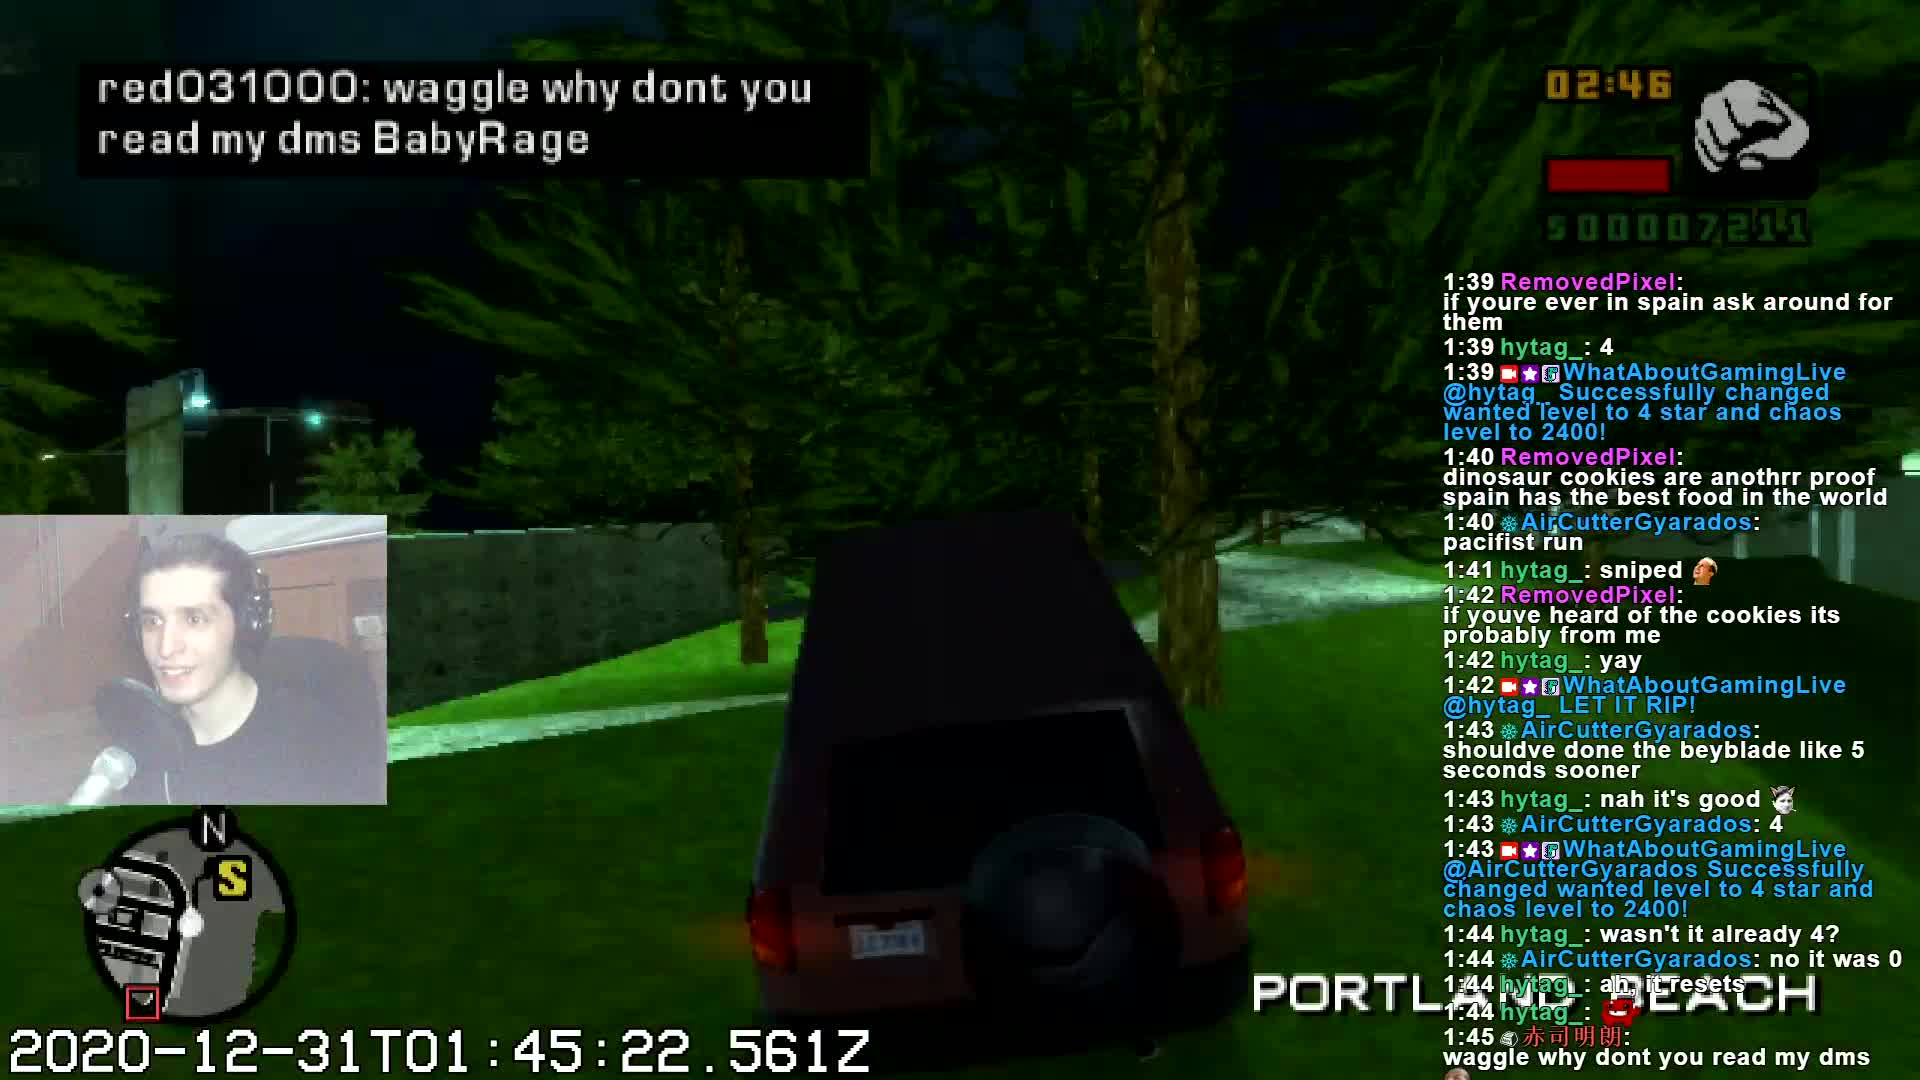 red031000: waggle why dont you
read my dms BabyRage
02:46
$00007211
1:39 RemovedPixel:
if youre ever in spain ask around for
them
1:39 hytag_: 4
1:39 WhatAboutGamingLive
@hytag_ Successfully changed
wanted level to 4 star and chaos
level to 2400!
1:40 RemovedPixel:
dinosaur cookies are anothrr proof
spain has the best food in the world
1:40 AirCutterGyarados:
pacifist run
1:41 hytag_: sniped
1:42 RemovedPixel:
if youve heard of the cookies its
probably from me
1:42 hytag_: yay
1:42 WhatAboutGamingLive
@hytag_ LET IT RIP!
1:43 AirCutterGyarados:
shouldve done the beyblade like 5
seconds sooner
1:43 hytag_: nah it's good
1:43 AirCutterGyarados: 4
1:43 WhatAboutGamingLive
@AirCutterGyarados Successfully
changed wanted level to 4 star and
chaos level to 2400!
1:44 hytag_: wasn't it already 4?
1:44 AirCutterGyarados: no it was 0
1:44 hytag_: ah, it resets
1:44 hytag_:
1:45 赤司明朗:
waggle why dont you read my dms
N
S
PORTLAND BEACH
2020-12-31T01:45:22.561Z